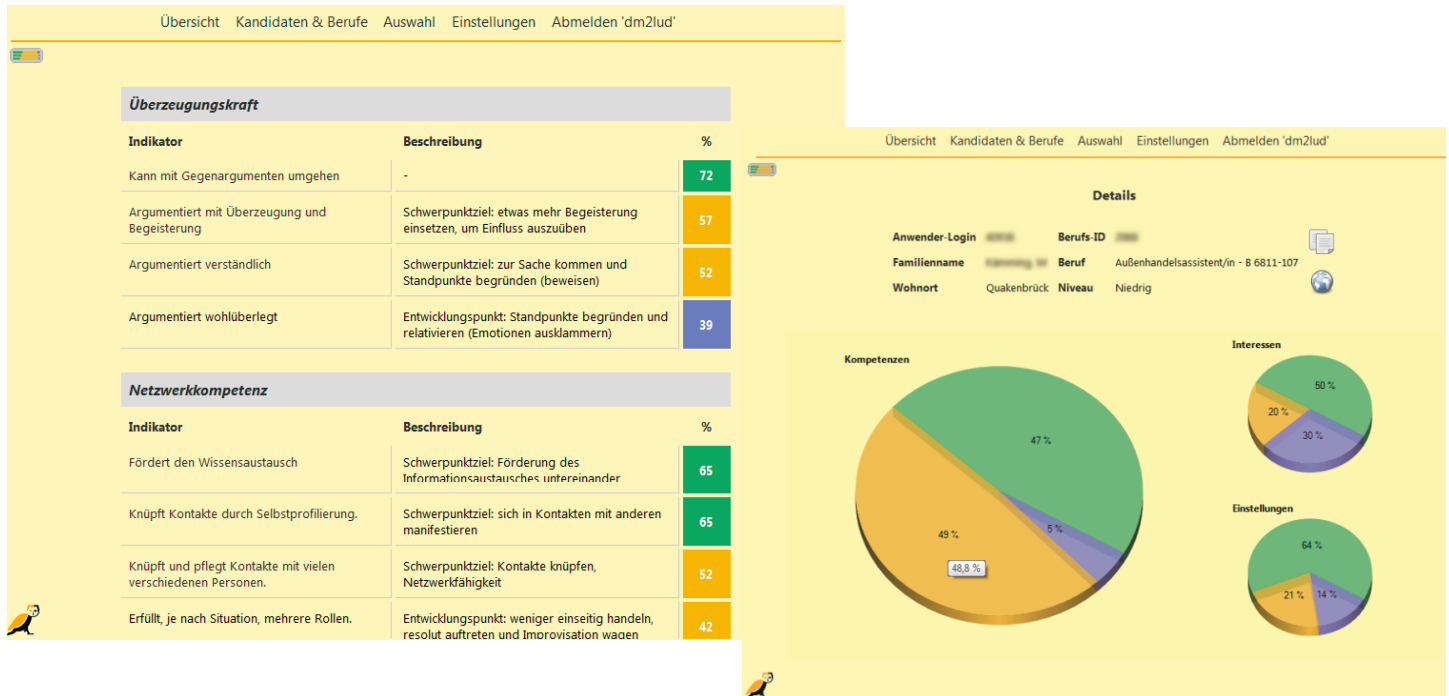 Übersicht Kandidaten & Berufe Auswahl Einstellungen Abmelden 'dm2lud'
Überzeugungskraft
Indikator Beschreibung %
Kann mit Gegenargumenten umgehen - 72
Argumentiert mit Überzeugung und
Begeisterung
Schwerpunktziel: etwas mehr Begeisterung
einsetzen, um Einfluss auszuüben
57
Argumentiert verständlich
Schwerpunktziel: zur Sache kommen und
Standpunkte begründen (beweisen)
52
Argumentiert wohlüberlegt
Entwicklungspunkt: Standpunkte begründen und
relativieren (Emotionen ausklammern)
39
Netzwerkkompetenz
Indikator Beschreibung %
Fördert den Wissensaustausch
Schwerpunktziel: Förderung des
Informationsaustausches untereinander
65
Knüpft Kontakte durch Selbstprofilierung.
Schwerpunktziel: sich in Kontakten mit anderen
manifestieren
65
Knüpft und pflegt Kontakte mit vielen
verschiedenen Personen.
Schwerpunktziel: Kontakte knüpfen,
Netzwerkfähigkeit
52
Erfüllt, je nach Situation, mehrere Rollen.
Entwicklungspunkt: weniger einseitig handeln,
resolut auftreten und Improvisation wagen
42
Übersicht Kandidaten & Berufe Auswahl Einstellungen Abmelden 'dm2lud'
Details
Anwender-Login Berufs-ID
Familienname Beruf Außenhandelsassistent/in - B 6811-107
Wohnort Quakenbrück Niveau Niedrig
Kompetenzen
47 %
5 %
49 %
48,8 %
Interessen
50 %
20 %
30 %
Einstellungen
64 %
21 %
14 %